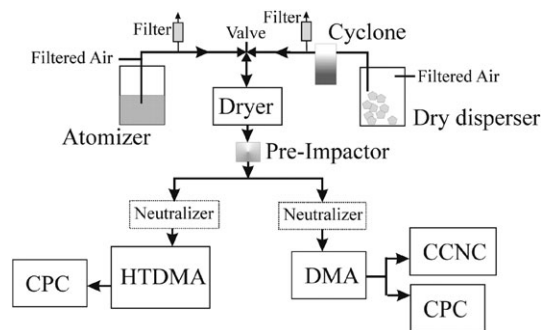 Filter
Valve
Filter
Cyclone
Filtered Air
Filtered Air
Atomizer
Dryer
Dry disperser
Pre-Impactor
Neutralizer
Neutralizer
CPC
HTDMA
DMA
CCNC
CPC